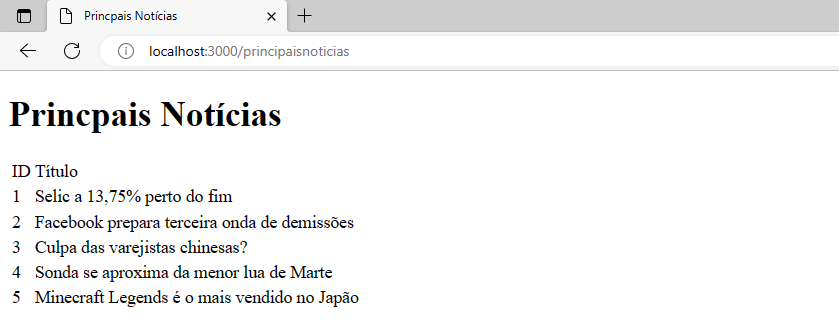 Princpais Notícias
localhost:3000/principaisnoticias
Princpais Notícias
ID Título
1 Selic a 13,75% perto do fim
2 Facebook prepara terceira onda de demissões
3 Culpa das varejistas chinesas?
4 Sonda se aproxima da menor lua de Marte
5 Minecraft Legends é o mais vendido no Japão